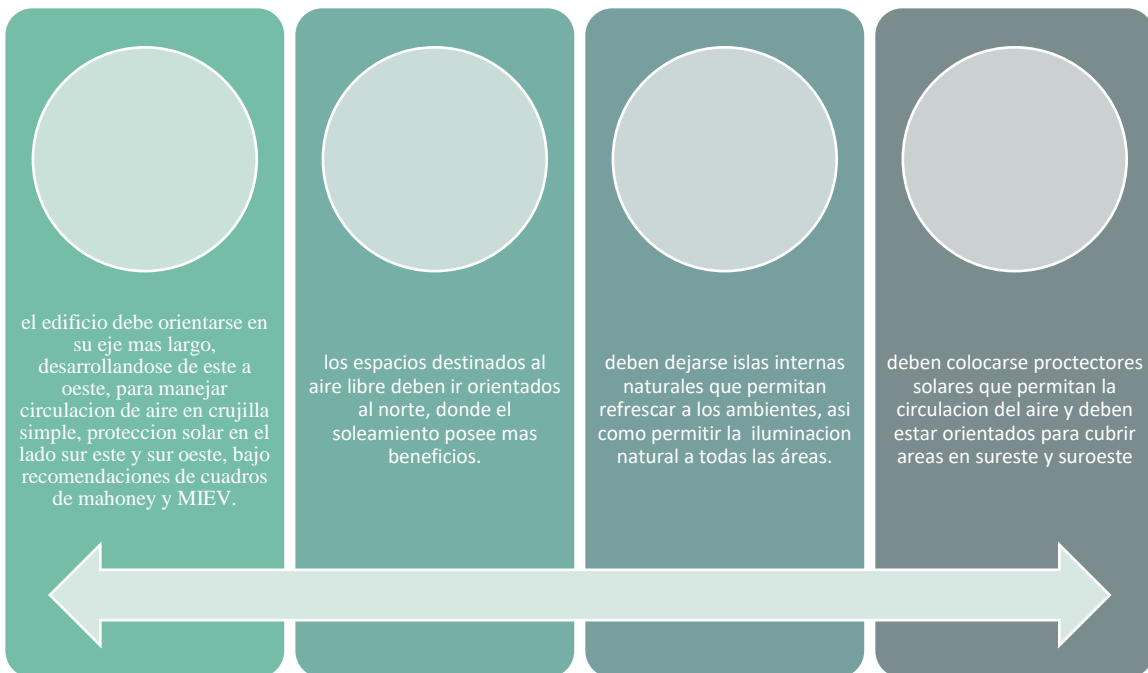 el edificio debe orientarse en
su eje mas largo,
desarrollandose de este a
oeste, para manejar
circulacion de aire en crujilla
simple, proteccion solar en el
lado sur este y sur oeste, bajo
recomendaciones de cuadros
de mahoney y MIEV.
los espacios destinados al
aire libre deben ir orientados
al norte, donde el
soleamiento posee mas
beneficios.
deben dejarse islas internas
naturales que permitan
refrescar a los ambientes, asi
como permitir la iluminacion
natural a todas las áreas.
deben colocarse proctectores
solares que permitan la
circulacion del aire y deben
estar orientados para cubrir
areas en sureste y suroeste